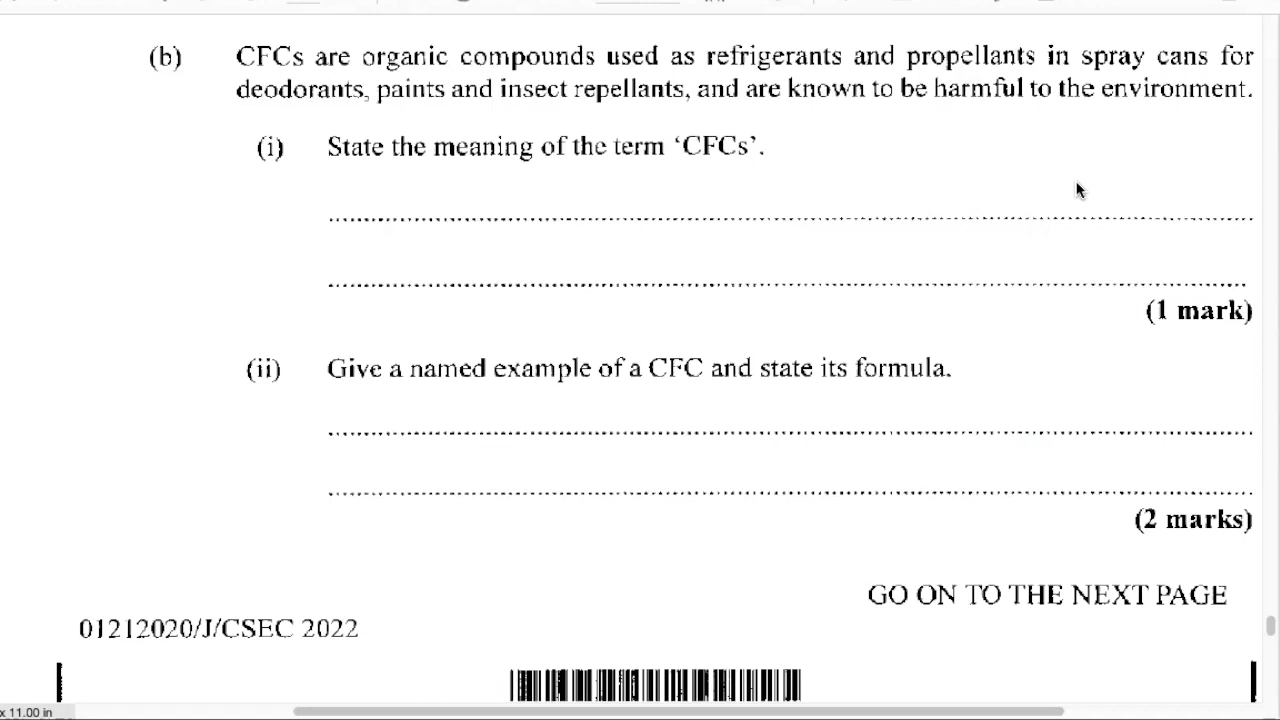 (b) CFCs are organic compounds used as refrigerants and propellants in spray cans for
deodorants, paints and insect repellants, and are known to be harmful to the environment.
(i) State the meaning of the term ‘CFCs’.
(1 mark)
(ii) Give a named example of a CFC and state its formula.
(2 marks)
GO ON TO THE NEXT PAGE
01212020/J/CSEC 2022
x 11.00 in